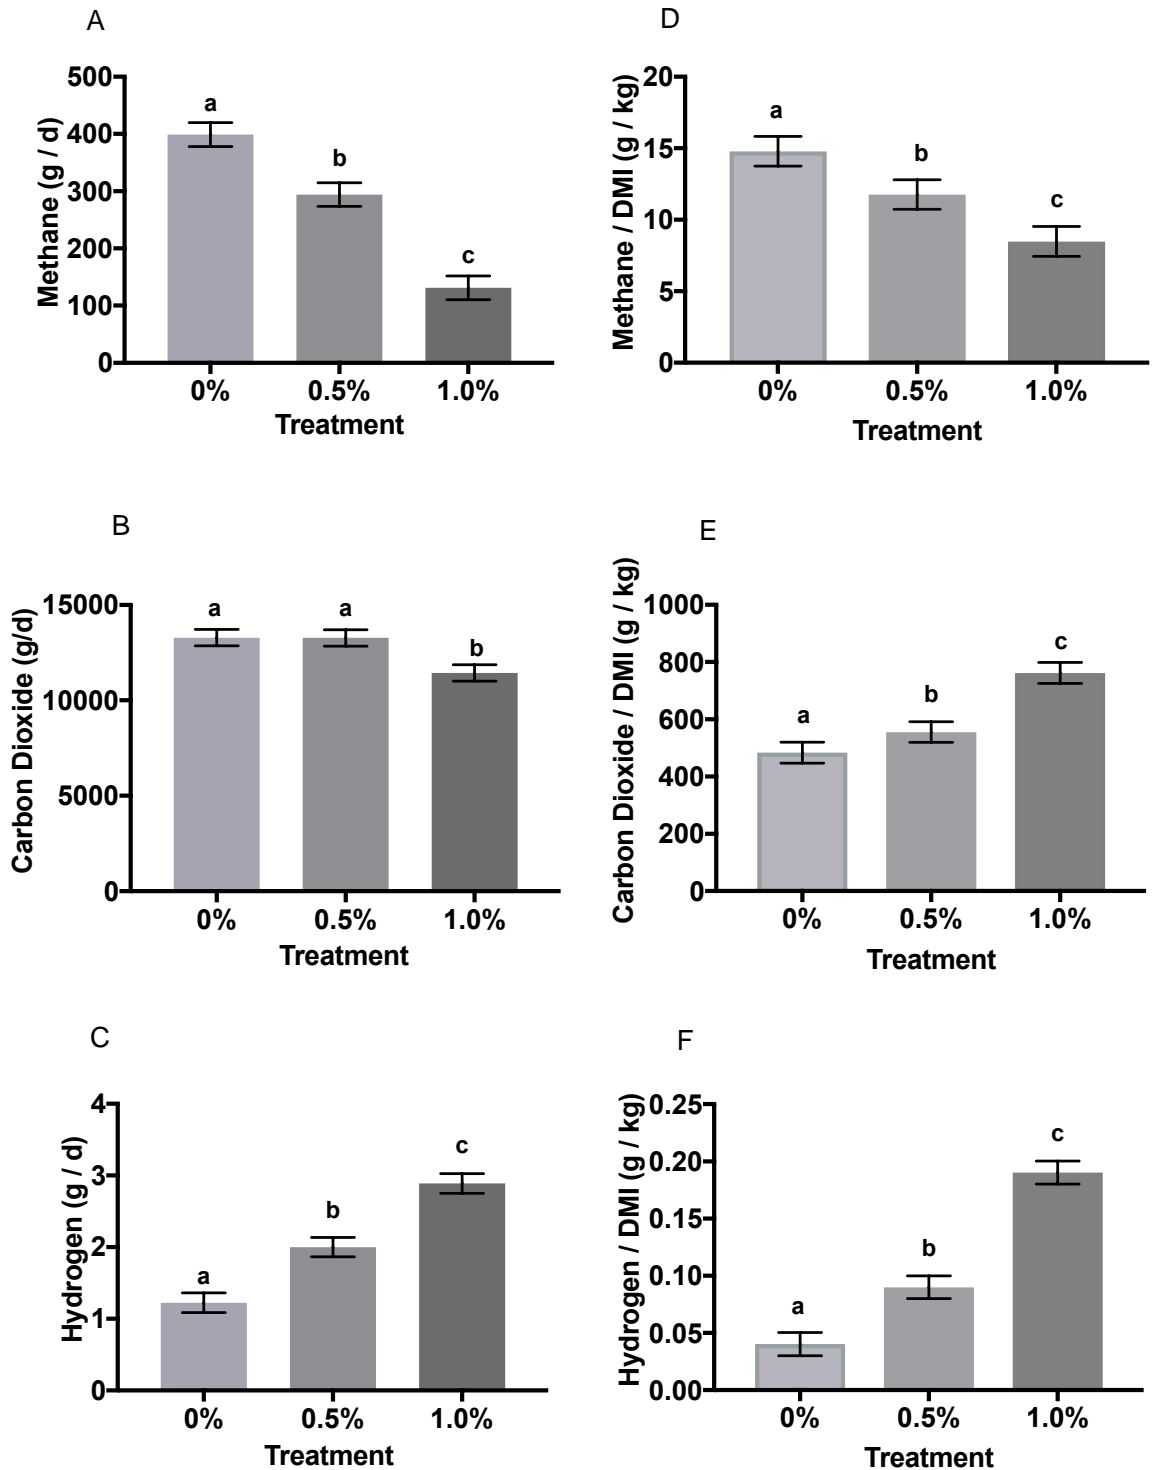 A
Methane (g / d)
500
400
300
200
100
0
a
b
c
0% 0.5% 1.0%
Treatment
D
Methane / DMI (g / kg)
20
15
10
5
0
a
b
c
0% 0.5% 1.0%
Treatment
B
Carbon Dioxide (g/d)
15000
10000
5000
0
a
a
b
0% 0.5% 1.0%
Treatment
E
Carbon Dioxide / DMI (g / kg)
1000
800
600
400
200
0
a
b
c
0% 0.5% 1.0%
Treatment
C
Hydrogen (g / d)
4
3
2
1
0
a
b
c
0% 0.5% 1.0%
Treatment
F
Hydrogen / DMI (g / kg)
0.25
0.20
0.15
0.10
0.05
0.00
a
b
c
0% 0.5% 1.0%
Treatment